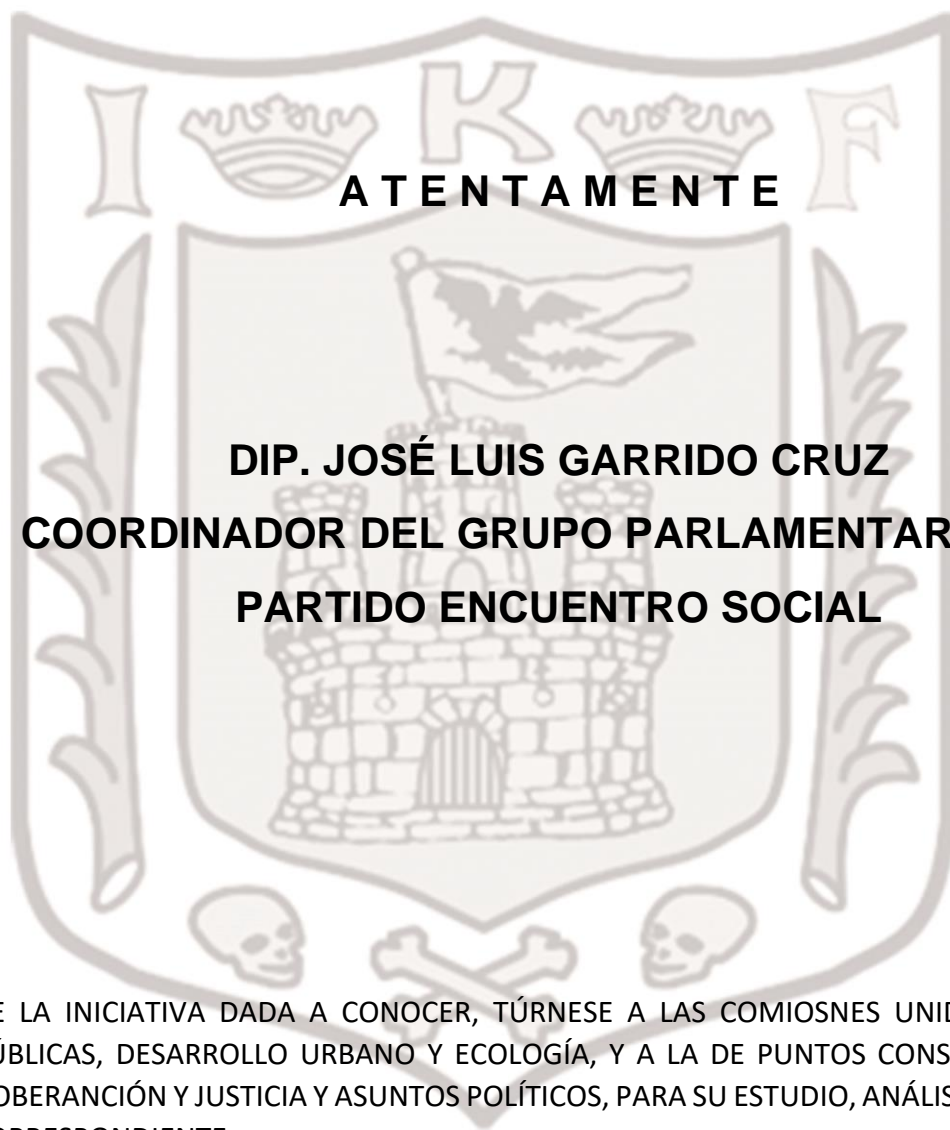 I K F
A T E N T A M E N T E
DIP. JOSÉ LUIS GARRIDO CRUZ
COORDINADOR DEL GRUPO PARLAMENTAR
PARTIDO ENCUENTRO SOCIAL
E LA INICIATIVA DADA A CONOCER, TÚRNESE A LAS COMIOSNES UNID
ÚBLICAS, DESARROLLO URBANO Y ECOLOGÍA, Y A LA DE PUNTOS CONS
OBERANCIÓN Y JUSTICIA Y ASUNTOS POLÍTICOS, PARA SU ESTUDIO, ANÁLIS